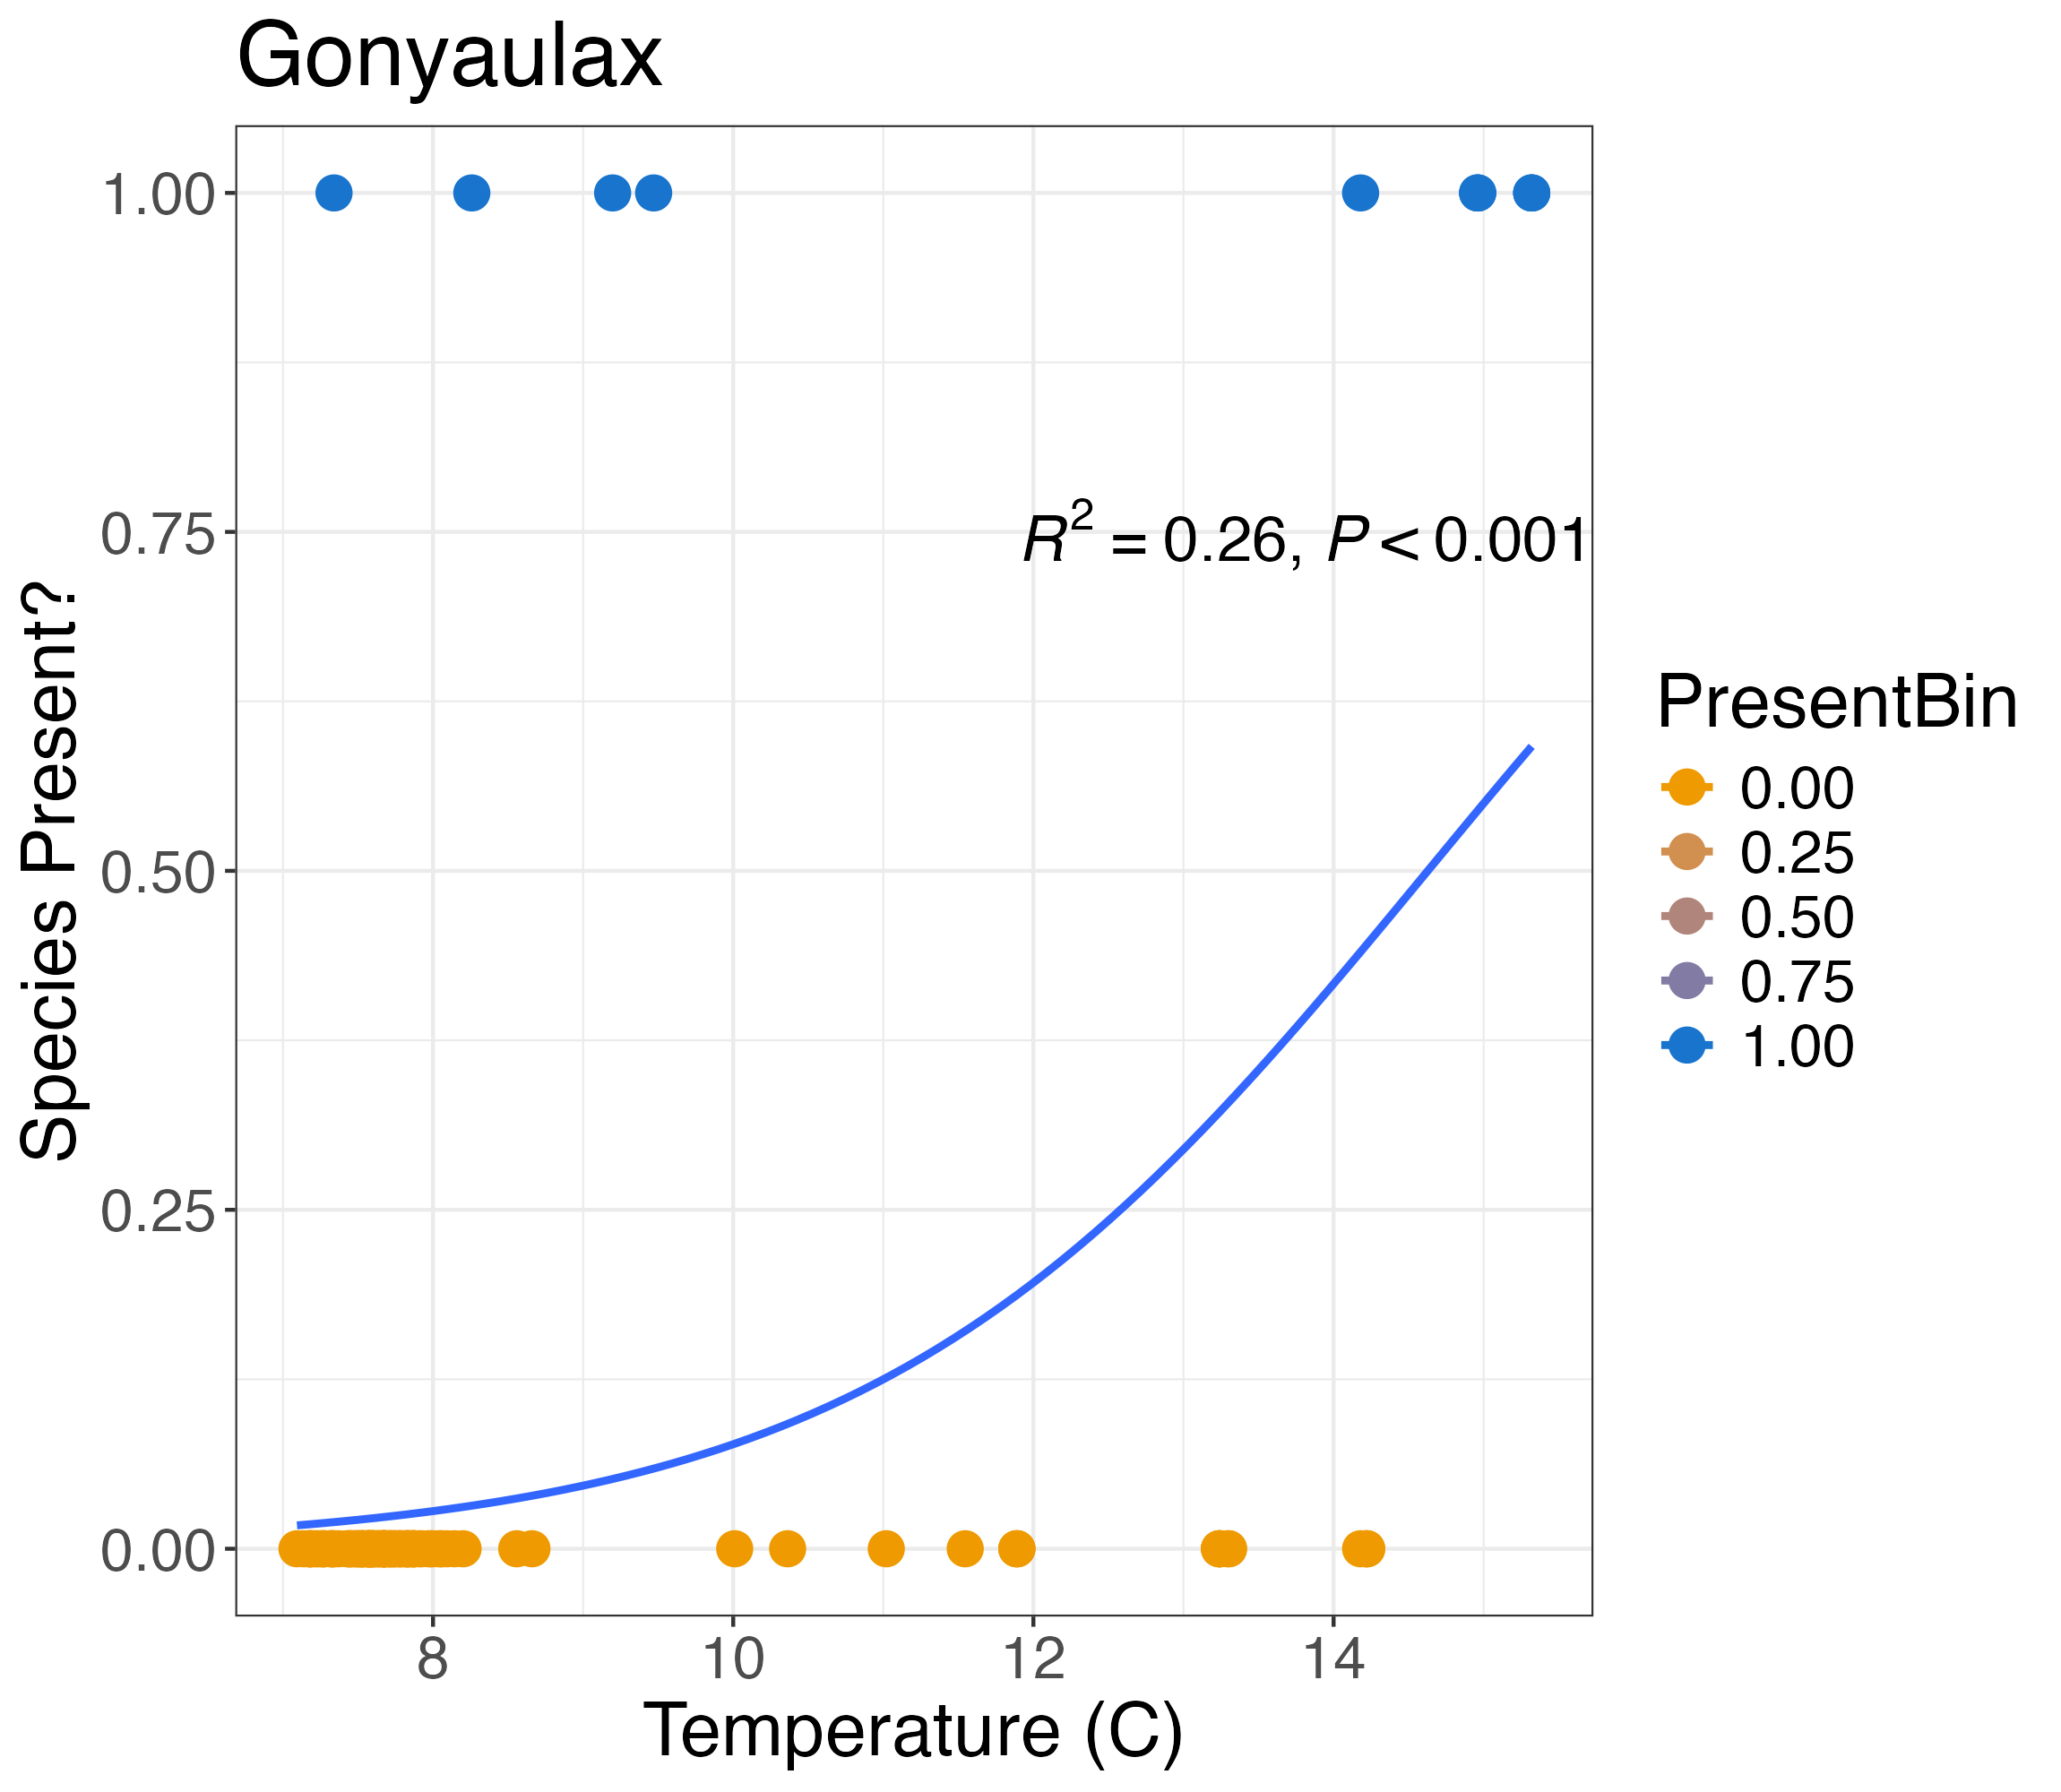 Gonyaulax
1.00
0.75
0.50
0.25
0.00
Species Present?
R² = 0.26, P < 0.001
8 10 12 14
Temperature (C)
PresentBin
0.00
0.25
0.50
0.75
1.00